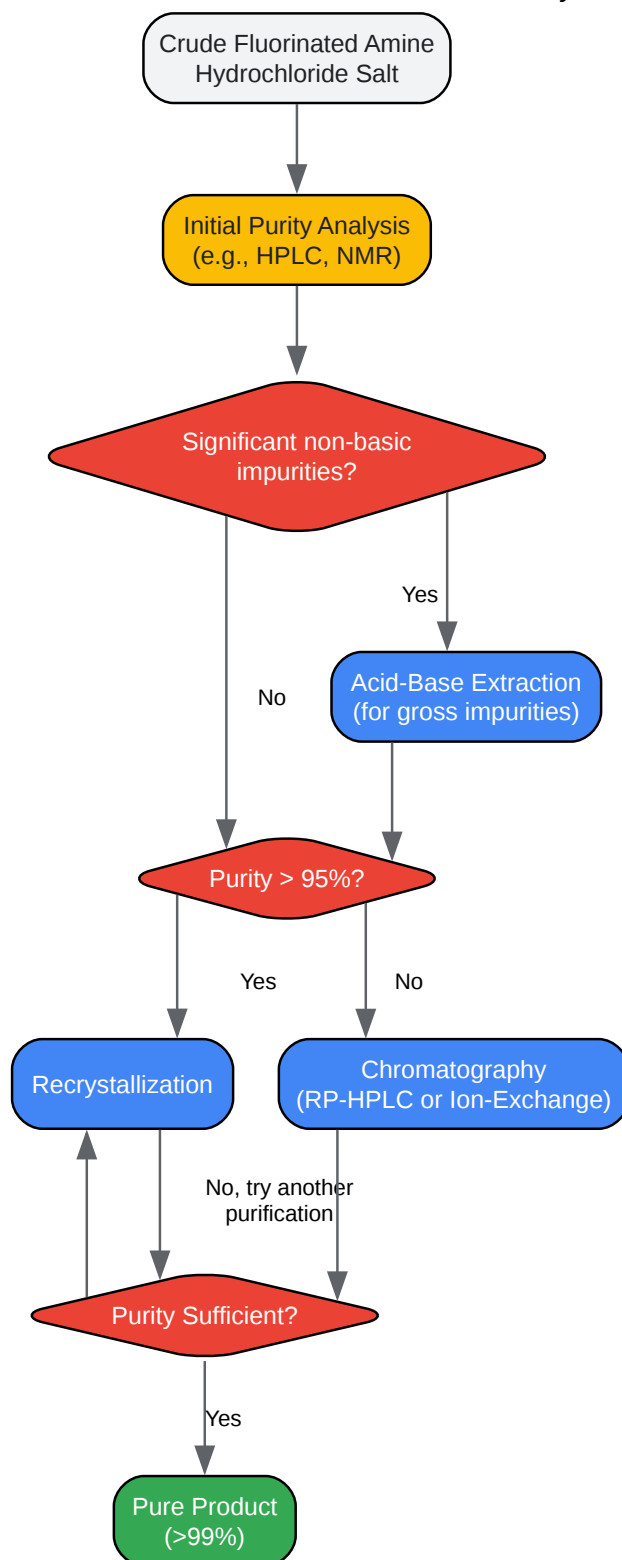 Crude Fluorinated Amine
Hydrochloride Salt
Initial Purity Analysis
(e.g., HPLC, NMR)
Significant non-basic
impurities?
Yes
Acid-Base Extraction
(for gross impurities)
No
Purity > 95%?
Yes
No
Recrystallization
Chromatography
(RP-HPLC or Ion-Exchange)
No, try another
purification
Purity Sufficient?
Yes
Pure Product
(>99%)